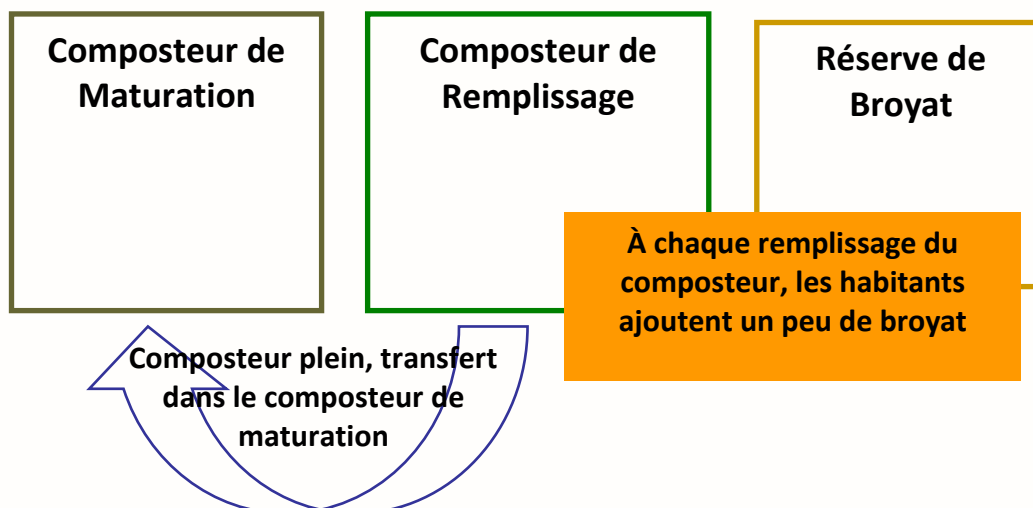 Composteur de
Maturation
Composteur de
Remplissage
Réserve de
Broyat
À chaque remplissage du
composteur, les habitants
ajoutent un peu de broyat
Composteur plein, transfert
dans le composteur de
maturation